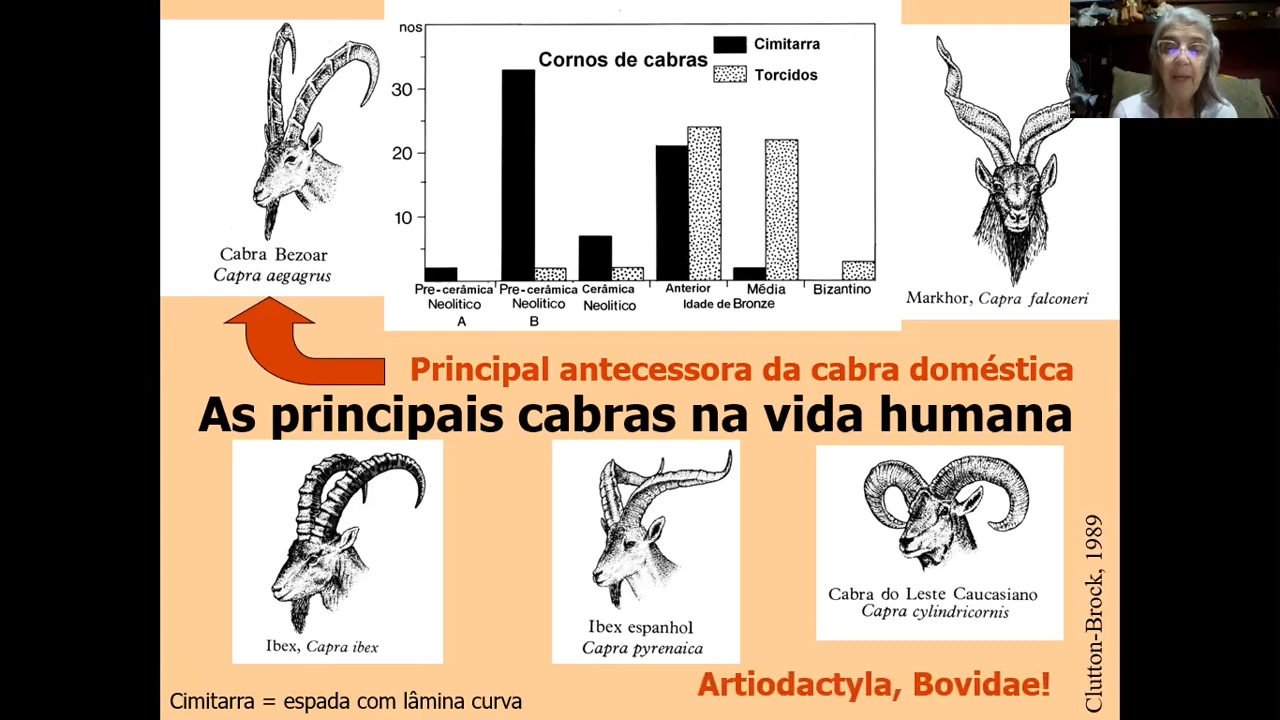 nos
Cornos de cabras
Cimitarra
Torcidos
30
20
10
Pre-cerâmica
Neolitico
A
Pre-cerâmica
Neolitico
B
Cerâmica
Neolitico
Anterior
Média
Idade de Bronze
Bizantino
Cabra Bezoar
Capra aegagrus
Markhor, Capra falconeri
Principal antecessora da cabra doméstica
As principais cabras na vida humana
Ibex, Capra ibex
Ibex espanhol
Capra pyrenaica
Cabra do Leste Caucasiano
Capra cylindricornis
Clutton-Brock, 1989
Artiodactyla, Bovidae!
Cimitarra = espada com lâmina curva